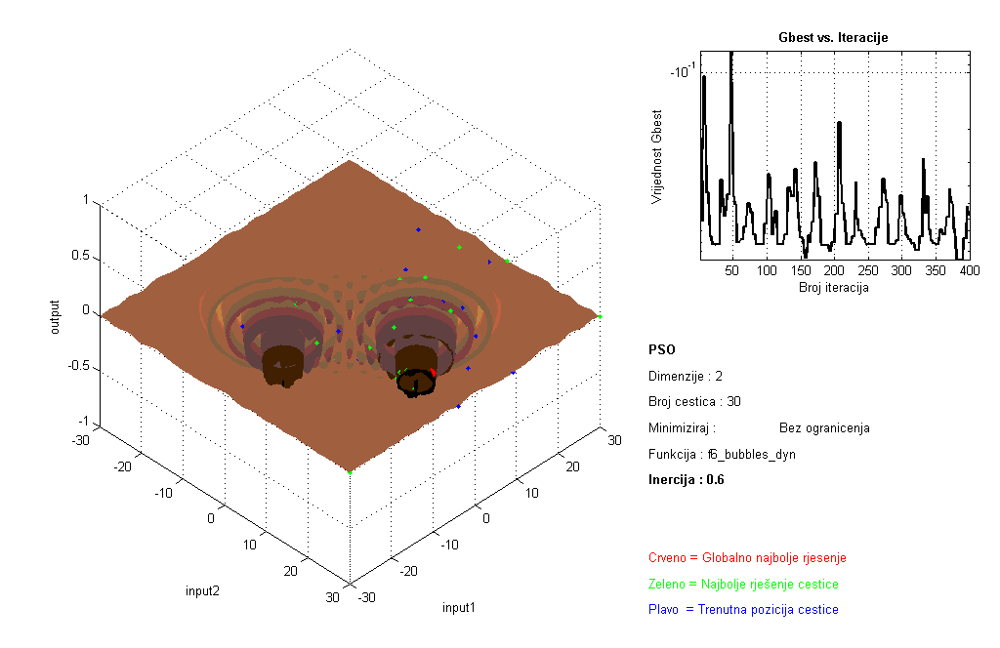 Gbest vs. Iteracije
-10^-1
Vrijednost Gbest
50 100 150 200 250 300 350 400
Broj iteracija
1
0.5
0
-0.5
-1
output
-30
-20
-10
0
10
20
30
input2
-30
-20
-10
0
10
20
30
input1
PSO
Dimenzije : 2
Broj cestica : 30
Minimiziraj : Bez ogranicenja
Funkcija : f6_bubbles_dyn
Inercija : 0.6
Crveno = Globalno najbolje rjesenje
Zeleno = Najbolje rješenje cestice
Plavo = Trenutna pozicija cestice